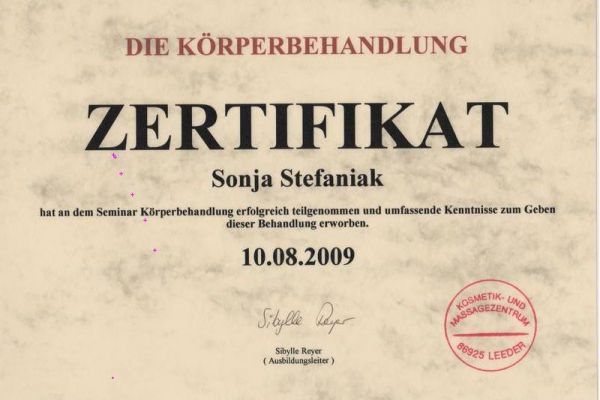 DIE KÖRPERBEHANDLUNG
ZERTIFIKAT
Sonja Stefaniak
hat an dem Seminar Körperbehandlung erfolgreich teilgenommen und umfassende Kenntnisse zum Geben
dieser Behandlung erworben.
10.08.2009
Sibylle Reyer
Sibylle Reyer
( Ausbildungsleiter )
KOSMETIK- UND
MASSAGEZENTRUM
86925 LEEDER